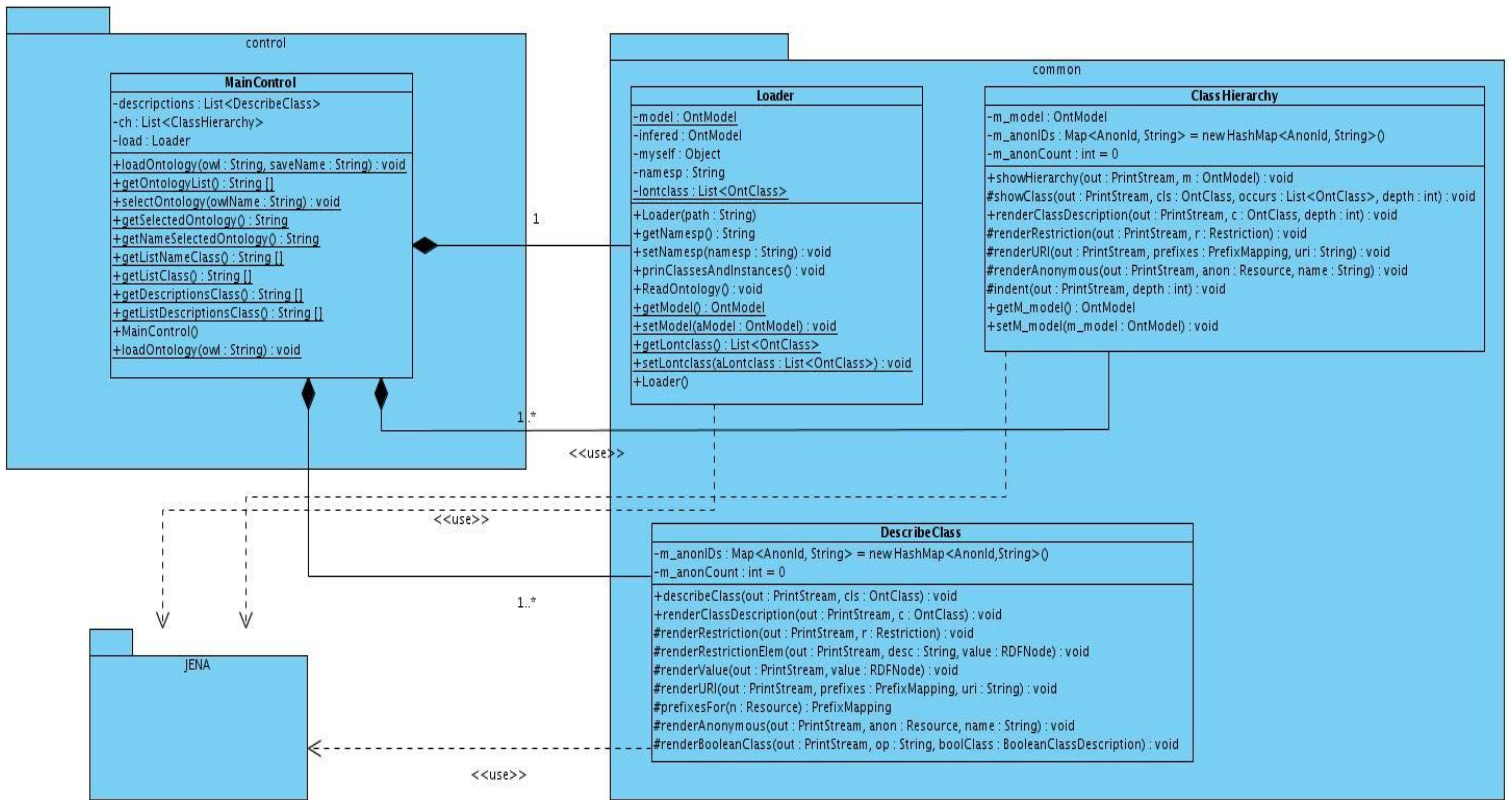 control
MainControl
-descripctions : List<DescribeClass>
-ch : List<ClassHierarchy>
-load : Loader
+loadOntology(owl : String, saveName : String) : void
+getOntologyList() : String []
+selectOntology(owlName : String) : void
+getSelectedOntology() : String
+getNameSelectedOntology() : String
+getListNameClass() : String []
+getListClass() : String []
+getDescriptionsClass() : String []
+getListDescriptionsClass() : String []
+MainControl()
+loadOntology(owl : String) : void
common
Loader
-model : OntModel
-infered : OntModel
-myself : Object
-namesp : String
-lontclass : List<OntClass>
+Loader(path : String)
+getNamesp() : String
+setNamesp(namesp : String) : void
+prinClassesAndInstances() : void
+ReadOntology() : void
+getModel() : OntModel
+setModel(aModel : OntModel) : void
+getLontclass() : List<OntClass>
+setLontclass(aLontclass : List<OntClass>) : void
+Loader()
ClassHierarchy
-m_model : OntModel
-m_anonIDs : Map<AnonId, String> = new HashMap<AnonId, String>()
-m_anonCount : int = 0
+showHierarchy(out : PrintStream, m : OntModel) : void
#showClass(out : PrintStream, cls : OntClass, occurs : List<OntClass>, depth : int) : void
+renderClassDescription(out : PrintStream, c : OntClass, depth : int) : void
#renderRestriction(out : PrintStream, r : Restriction) : void
#renderURI(out : PrintStream, prefixes : PrefixMapping, uri : String) : void
#renderAnonymous(out : PrintStream, anon : Resource, name : String) : void
#indent(out : PrintStream, depth : int) : void
+getM_model() : OntModel
+setM_model(m_model : OntModel) : void
1
1..*
<<use>>
<<use>>
1..*
DescribeClass
-m_anonIDs : Map<AnonId, String> = new HashMap<AnonId,String>()
-m_anonCount : int = 0
+describeClass(out : PrintStream, cls : OntClass) : void
+renderClassDescription(out : PrintStream, c : OntClass) : void
#renderRestriction(out : PrintStream, r : Restriction) : void
#renderRestrictionElem(out : PrintStream, desc : String, value : RDFNode) : void
#renderValue(out : PrintStream, value : RDFNode) : void
#renderURI(out : PrintStream, prefixes : PrefixMapping, uri : String) : void
#prefixesFor(n : Resource) : PrefixMapping
#renderAnonymous(out : PrintStream, anon : Resource, name : String) : void
#renderBooleanClass(out : PrintStream, op : String, boolClass : BooleanClassDescription) : void
JENA
<<use>>